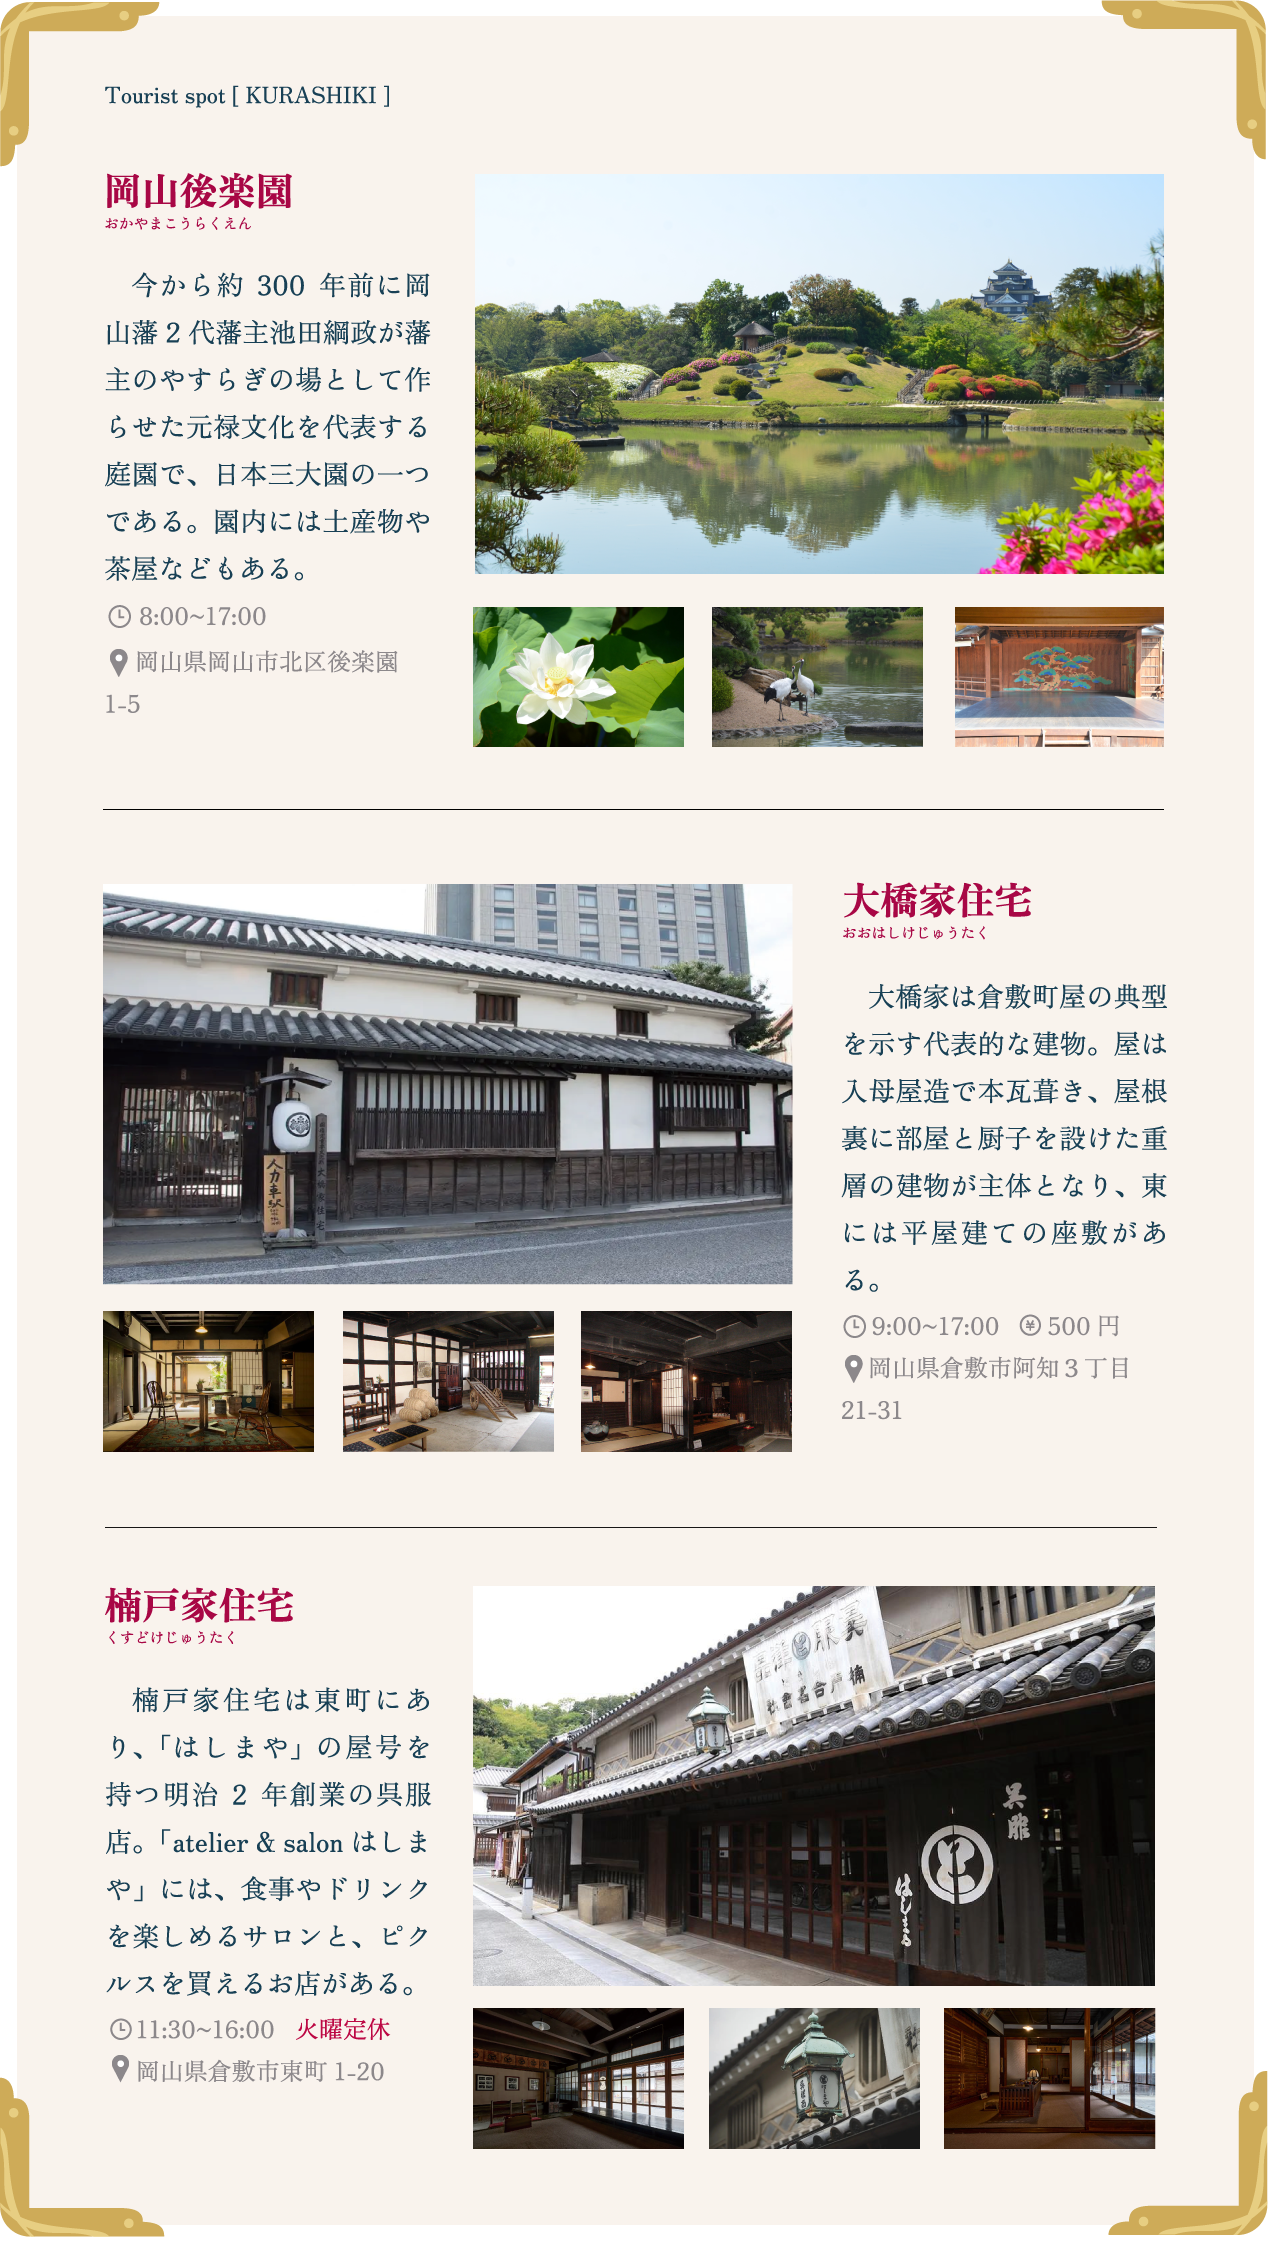 Tourist spot [ KURASHIKI ]
岡山後楽園
おかやまこうらくえん
今から約 300 年前に岡
山藩 2 代藩主池田綱政が藩
主のやすらぎの場として作
らせた元禄文化を代表する
庭園で、日本三大園の一つ
である。園内には土産物や
茶屋などもある。
8:00~17:00
岡山県岡山市北区後楽園
1-5
大橋家住宅
おおはしけじゅうたく
大橋家は倉敷町屋の典型
を示す代表的な建物。屋は
入母屋造で本瓦葺き、屋根
裏に部屋と厨子を設けた重
層の建物が主体となり、東
には平屋建ての座敷があ
る。
9:00~17:00 500 円
岡山県倉敷市阿知 3 丁目
21-31
人力車駅
大橋家住宅
楠戸家住宅
くすどけじゅうたく
楠戸家住宅は東町にあ
り、「はしまや」の屋号を
持つ明治 2 年創業の呉服
店。「atelier & salon はしま
や」には、食事やドリンク
を楽しめるサロンと、ピク
ルスを買えるお店がある。
11:30~16:00 火曜定休
岡山県倉敷市東町 1-20
呉服
はしまや